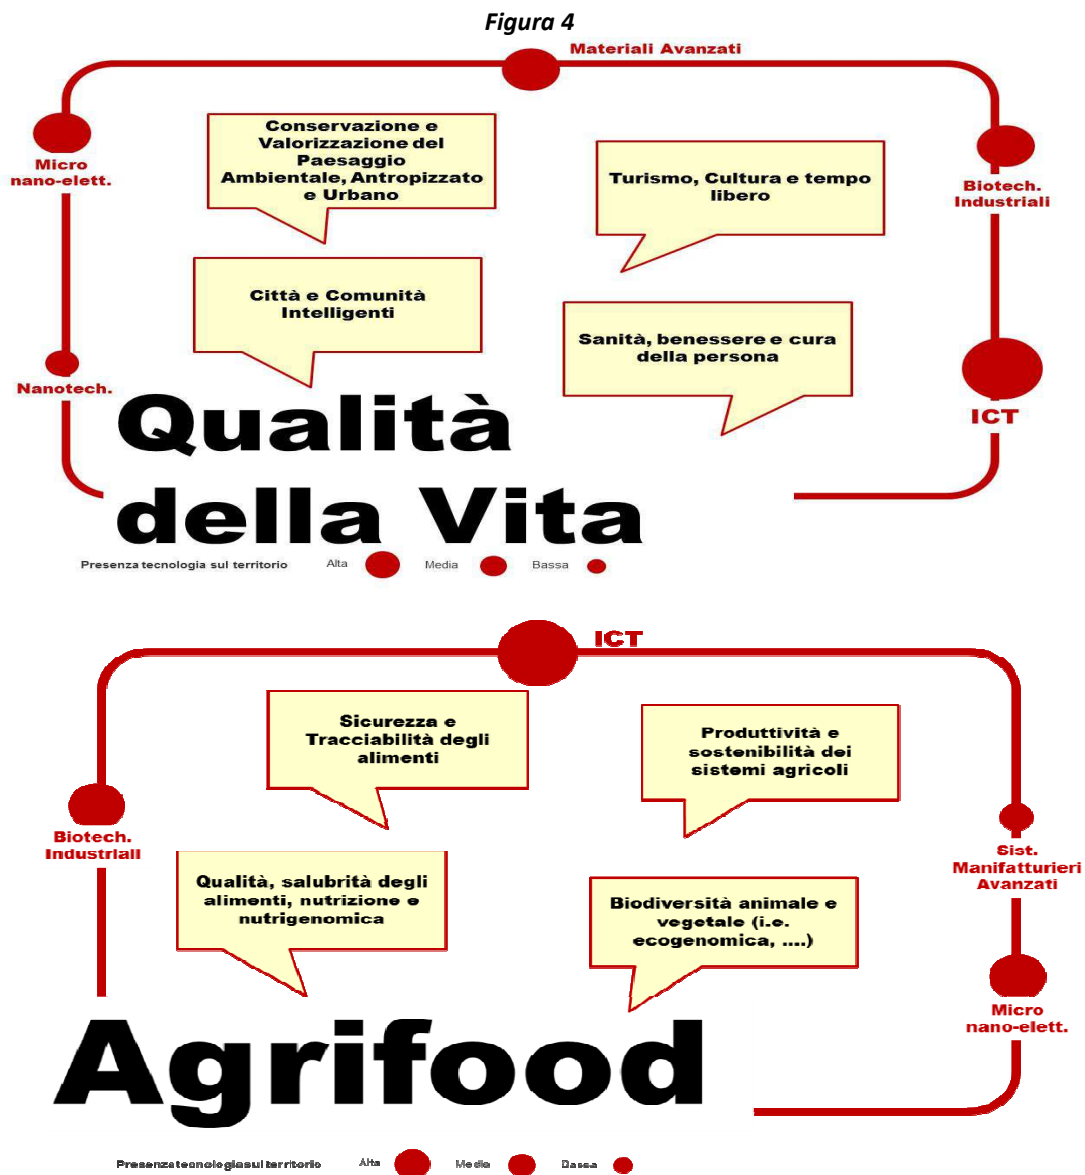 Figura 4
Materiali Avanzati
Micro
nano-elett.
Conservazione e
Valorizzazione del
Paesaggio
Ambientale, Antropizzato
e Urbano
Turismo, Cultura e tempo
libero
Biotech.
Industriali
Città e Comunità
Intelligenti
Sanità, benessere e cura
della persona
Nanotech.
ICT
Qualità
della Vita
Presenza tecnologia sul territorio Alta Media Bassa
ICT
Sicurezza e
Tracciabilità degli
alimenti
Produttività e
sostenibilità dei
sistemi agricoli
Biotech.
Industriali
Sist.
Manifatturieri
Avanzati
Qualità, salubrità degli
alimenti, nutrizione e
nutrigenomica
Biodiversità animale e
vegetale (i.e.
ecogenomica, ....)
Micro
nano-elett.
Agrifood
Presenza tecnologia sul territorio Alta Media Bassa